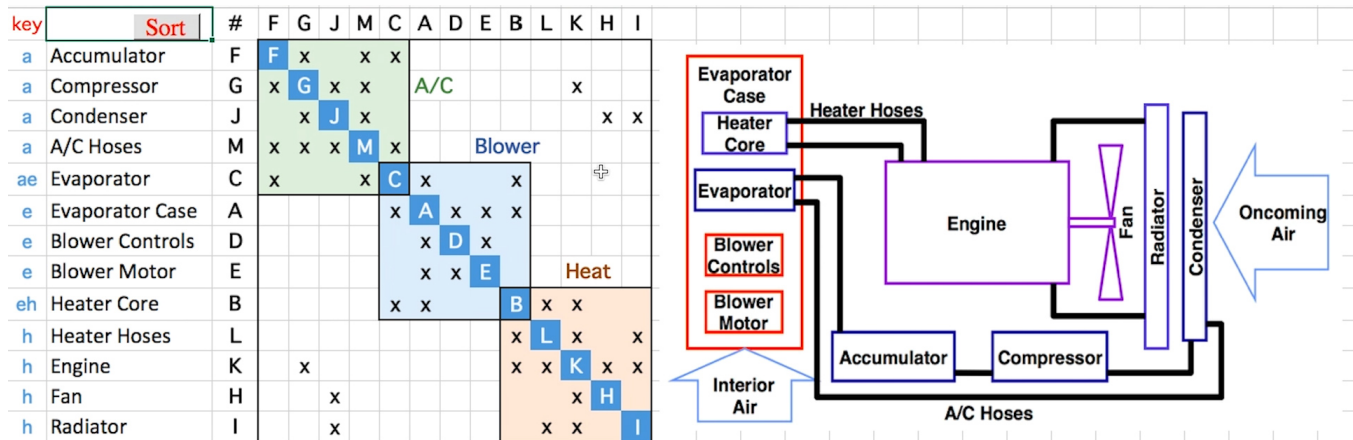 key Sort # F G J M C A D E B L K H I
a Accumulator F F x x x
a Compressor G x G x x A/C x
a Condenser J x J x x x
a A/C Hoses M x x x M x Blower
ae Evaporator C x x C x x
e Evaporator Case A x A x x x
e Blower Controls D x D x
e Blower Motor E x x E Heat
eh Heater Core B x x B x x
h Heater Hoses L x L x x
h Engine K x x x K x x
h Fan H x x H
h Radiator I x x x I
Evaporator
Case
Heater
Core
Heater Hoses
Evaporator
Blower
Controls
Blower
Motor
Engine
Fan
Radiator
Condenser
Oncoming
Air
Accumulator
Compressor
Interior
Air
A/C Hoses